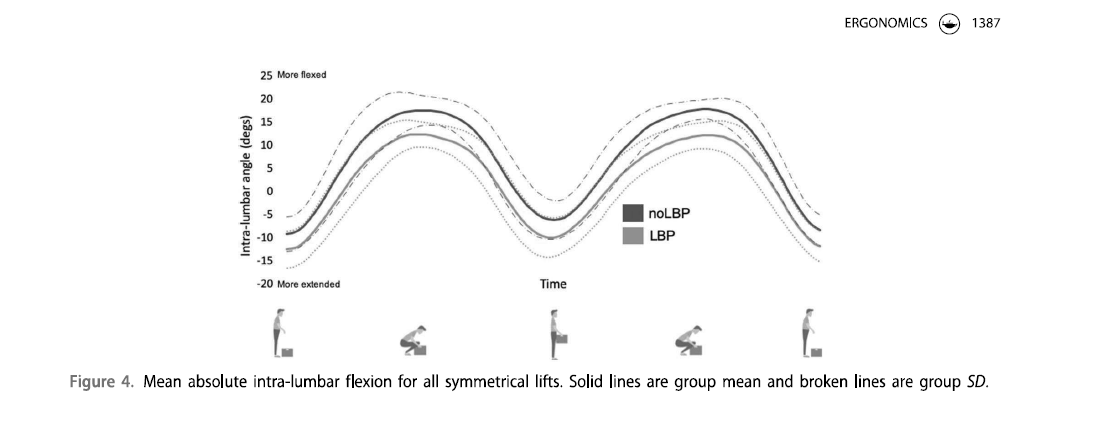 ERGONOMICS 1387
25 More flexed
20
15
10
5
0
-5
-10
-15
-20 More extended
Intra-lumbar angle (degs)
noLBP
LBP
Time
Figure 4. Mean absolute intra-lumbar flexion for all symmetrical lifts. Solid lines are group mean and broken lines are group SD.